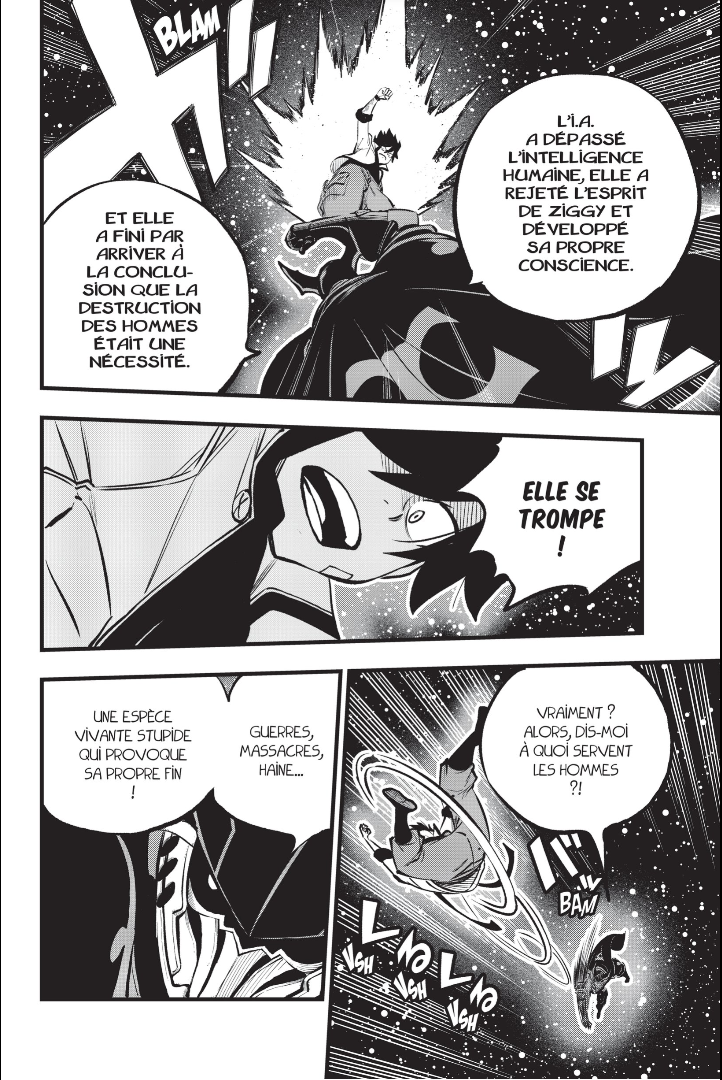 BLAM
L'I.A.
A DÉPASSÉ
L'INTELLIGENCE
HUMAINE, ELLE A
REJETÉ L'ESPRIT
DE ZIGGY ET
DÉVELOPPÉ
SA PROPRE
CONSCIENCE.
ET ELLE
A FINI PAR
ARRIVER À
LA CONCLU-
SION QUE LA
DESTRUCTION
DES HOMMES
ÉTAIT UNE
NÉCESSITÉ.
ELLE SE
TROMPE
!
VRAIMENT ?
ALORS, DIS-MOI
À QUOI SERVENT
LES HOMMES
?!
バッ
BAM
VSH
VSH
VSH
GUERRES,
MASSACRES,
HAINE...
UNE ESPÈCE
VIVANTE STUPIDE
QUI PROVOQUE
SA PROPRE FIN
!